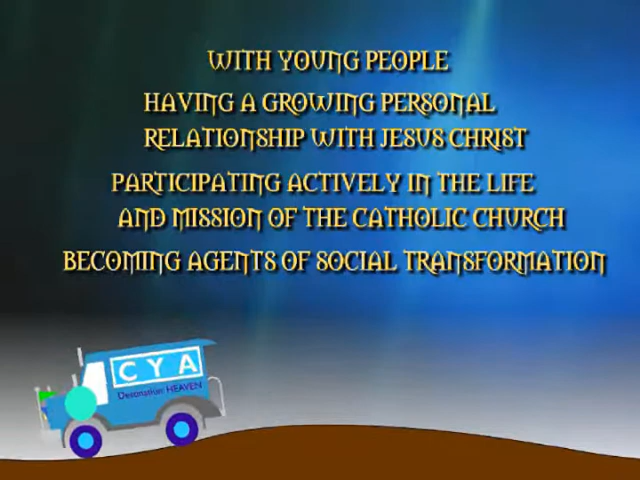 WITH YOUNG PEOPLE
HAVING A GROWING PERSONAL
RELATIONSHIP WITH JESUS CHRIST
PARTICIPATING ACTIVELY IN THE LIFE
AND MISSION OF THE CATHOLIC CHURCH
BECOMING AGENTS OF SOCIAL TRANSFORMATION
C Y A
Destination: HEAVEN